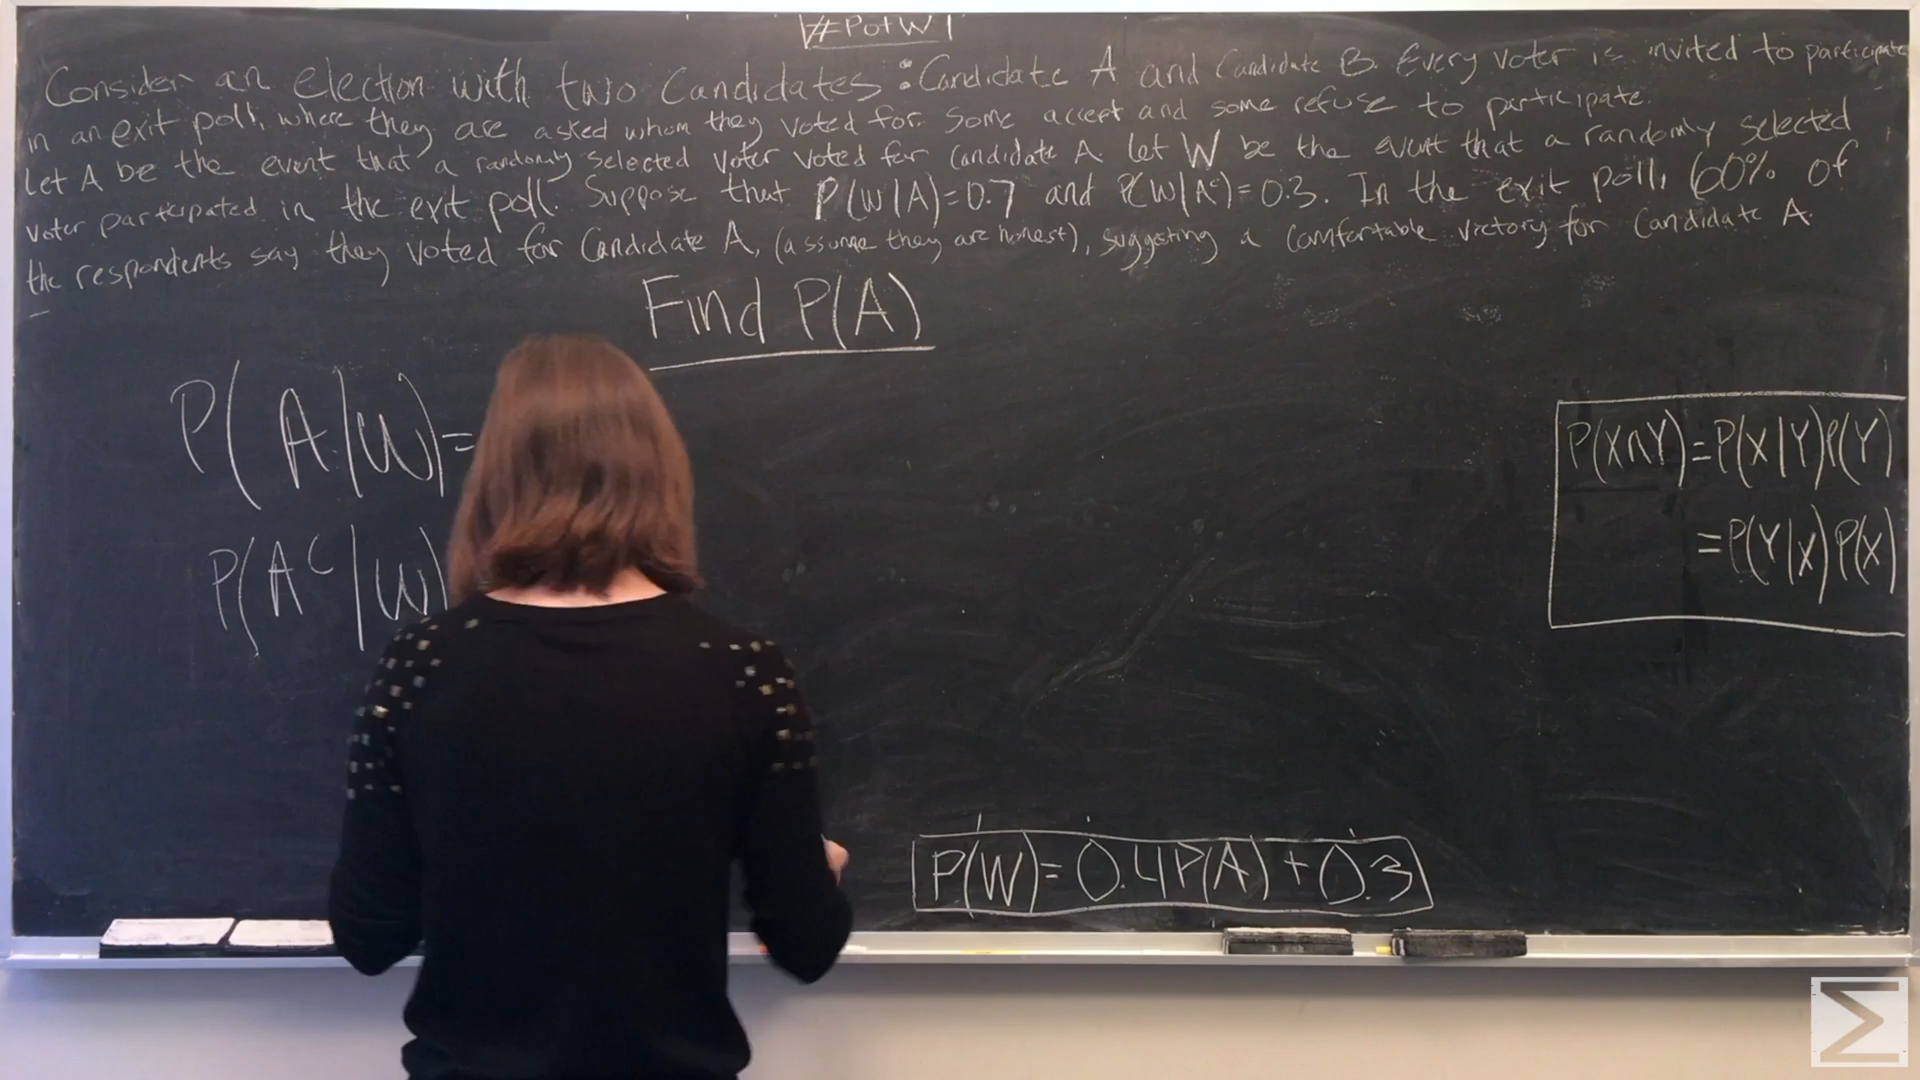 #PotW
Consider an election with two Candidates: Candidate A and Candidate B. Every voter is invited to participate
in an exit poll, where they are asked whom they voted for. Some accept and some refuse to participate.
Let A be the event that a randomly selected voter voted for Candidate A. Let W be the event that a randomly selected
voter participated in the exit poll. Suppose that P(W|A)=0.7 and P(W|Aᶜ)=0.3. In the exit poll, 60% of
the respondents say they voted for Candidate A, (assume they are honest), suggesting a comfortable victory for Candidate A.
Find P(A)
P(A|W)=
P(Aᶜ|W)
P(X∩Y)=P(X|Y)P(Y)
=P(Y|X)P(X)
P(W)=0.4P(A)+0.3
Σ